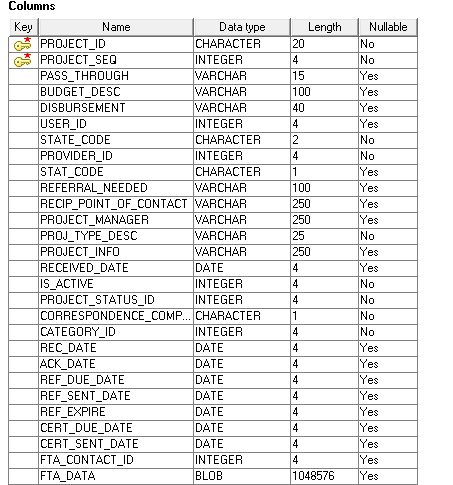 Columns
Key Name Data type Length Nullable
PROJECT_ID CHARACTER 20 No
PROJECT_SEQ INTEGER 4 No
PASS_THROUGH VARCHAR 15 Yes
BUDGET_DESC VARCHAR 100 Yes
DISBURSEMENT VARCHAR 40 Yes
USER_ID INTEGER 4 Yes
STATE_CODE CHARACTER 2 No
PROVIDER_ID INTEGER 4 No
STAT_CODE CHARACTER 1 Yes
REFERRAL_NEEDED VARCHAR 100 Yes
RECIP_POINT_OF_CONTACT VARCHAR 250 Yes
PROJECT_MANAGER VARCHAR 250 Yes
PROJ_TYPE_DESC VARCHAR 25 No
PROJECT_INFO VARCHAR 250 Yes
RECEIVED_DATE DATE 4 Yes
IS_ACTIVE INTEGER 4 No
PROJECT_STATUS_ID INTEGER 4 No
CORRESPONDENCE_COMP... CHARACTER 1 No
CATEGORY_ID INTEGER 4 No
REC_DATE DATE 4 Yes
ACK_DATE DATE 4 Yes
REF_DUE_DATE DATE 4 Yes
REF_SENT_DATE DATE 4 Yes
REF_EXPIRE DATE 4 Yes
CERT_DUE_DATE DATE 4 Yes
CERT_SENT_DATE DATE 4 Yes
FTA_CONTACT_ID INTEGER 4 Yes
FTA_DATA BLOB 1048576 Yes